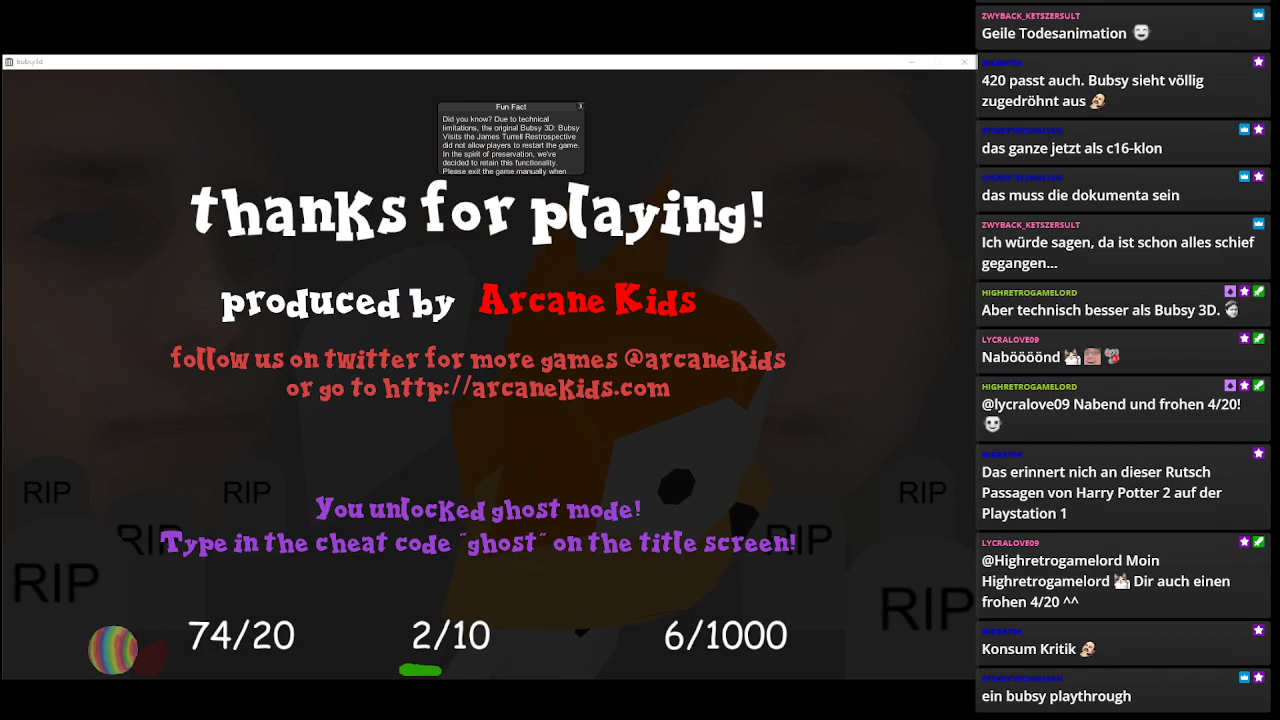 bubsy3d
Fun Fact
Did you know? Due to technical
limitations, the original Bubsy 3D: Bubsy
Visits the James Turrell Restrospective
did not allow players to restart the game.
In the spirit of preservation, we've
decided to retain this functionality.
Please exit the game manually when
thanks for playing!
produced by Arcane Kids
follow us on twitter for more games @arcaneKids
or go to http://arcaneKids.com
RIP
RIP
RIP
RIP
RIP
RIP
RIP
You unlocked ghost mode!
Type in the cheat code "ghost" on the title screen!
74/20
2/10
6/1000
ZWYBACK_KETSZERSULT
Geile Todesanimation
420 passt auch. Bubsy sieht völlig
zugedröhnt aus
das ganze jetzt als c16-klon
das muss die dokumenta sein
ZWYBACK_KETSZERSULT
Ich würde sagen, da ist schon alles schief
gegangen...
HIGHRETROGAMELORD
Aber technisch besser als Bubsy 3D.
LYCRALOVE09
Naböööönd
HIGHRETROGAMELORD
@lycralove09 Nabend und frohen 4/20!
Das erinnert nich an dieser Rutsch
Passagen von Harry Potter 2 auf der
Playstation 1
LYCRALOVE09
@Highretrogamelord Moin
Highretrogamelord Dir auch einen
frohen 4/20 ^^
Konsum Kritik
ein bubsy playthrough